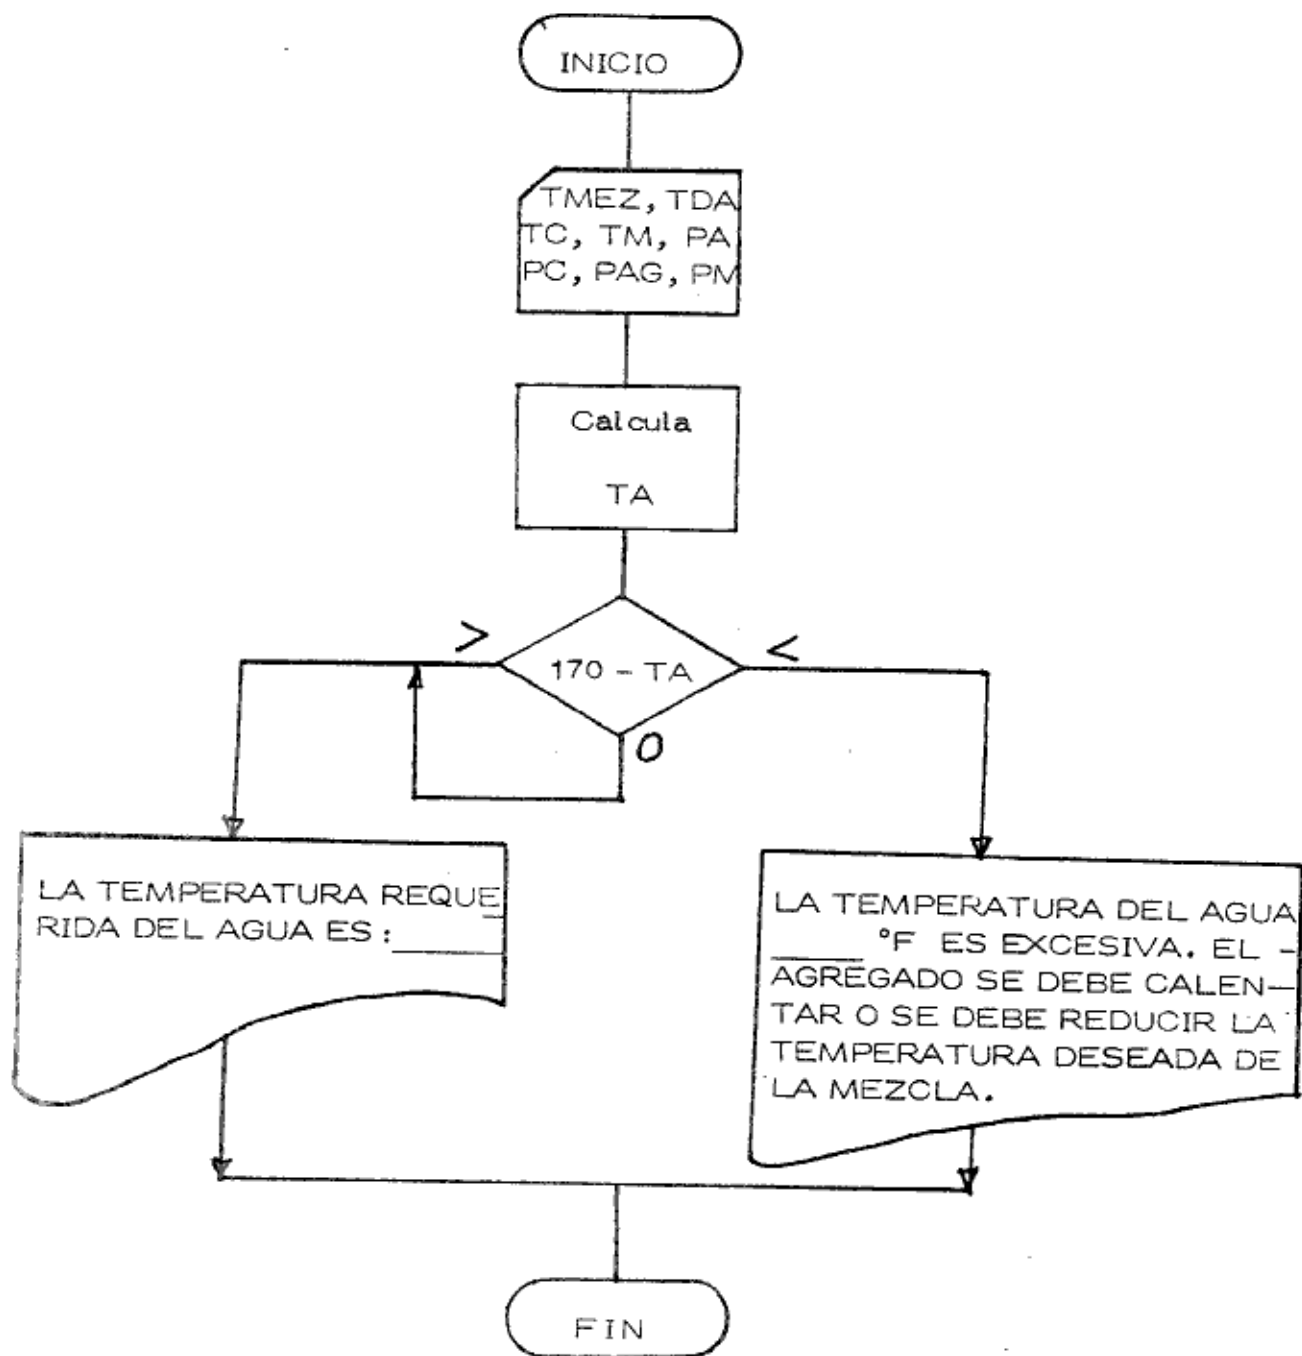 INICIO
TMEZ, TDA
TC, TM, PA
PC, PAG, PM
Calcula
TA
>
<
170 - TA
O
LA TEMPERATURA REQUE
RIDA DEL AGUA ES : ______
LA TEMPERATURA DEL AGUA
_____ °F ES EXCESIVA. EL -
AGREGADO SE DEBE CALEN-
TAR O SE DEBE REDUCIR LA
TEMPERATURA DESEADA DE
LA MEZCLA.
FIN